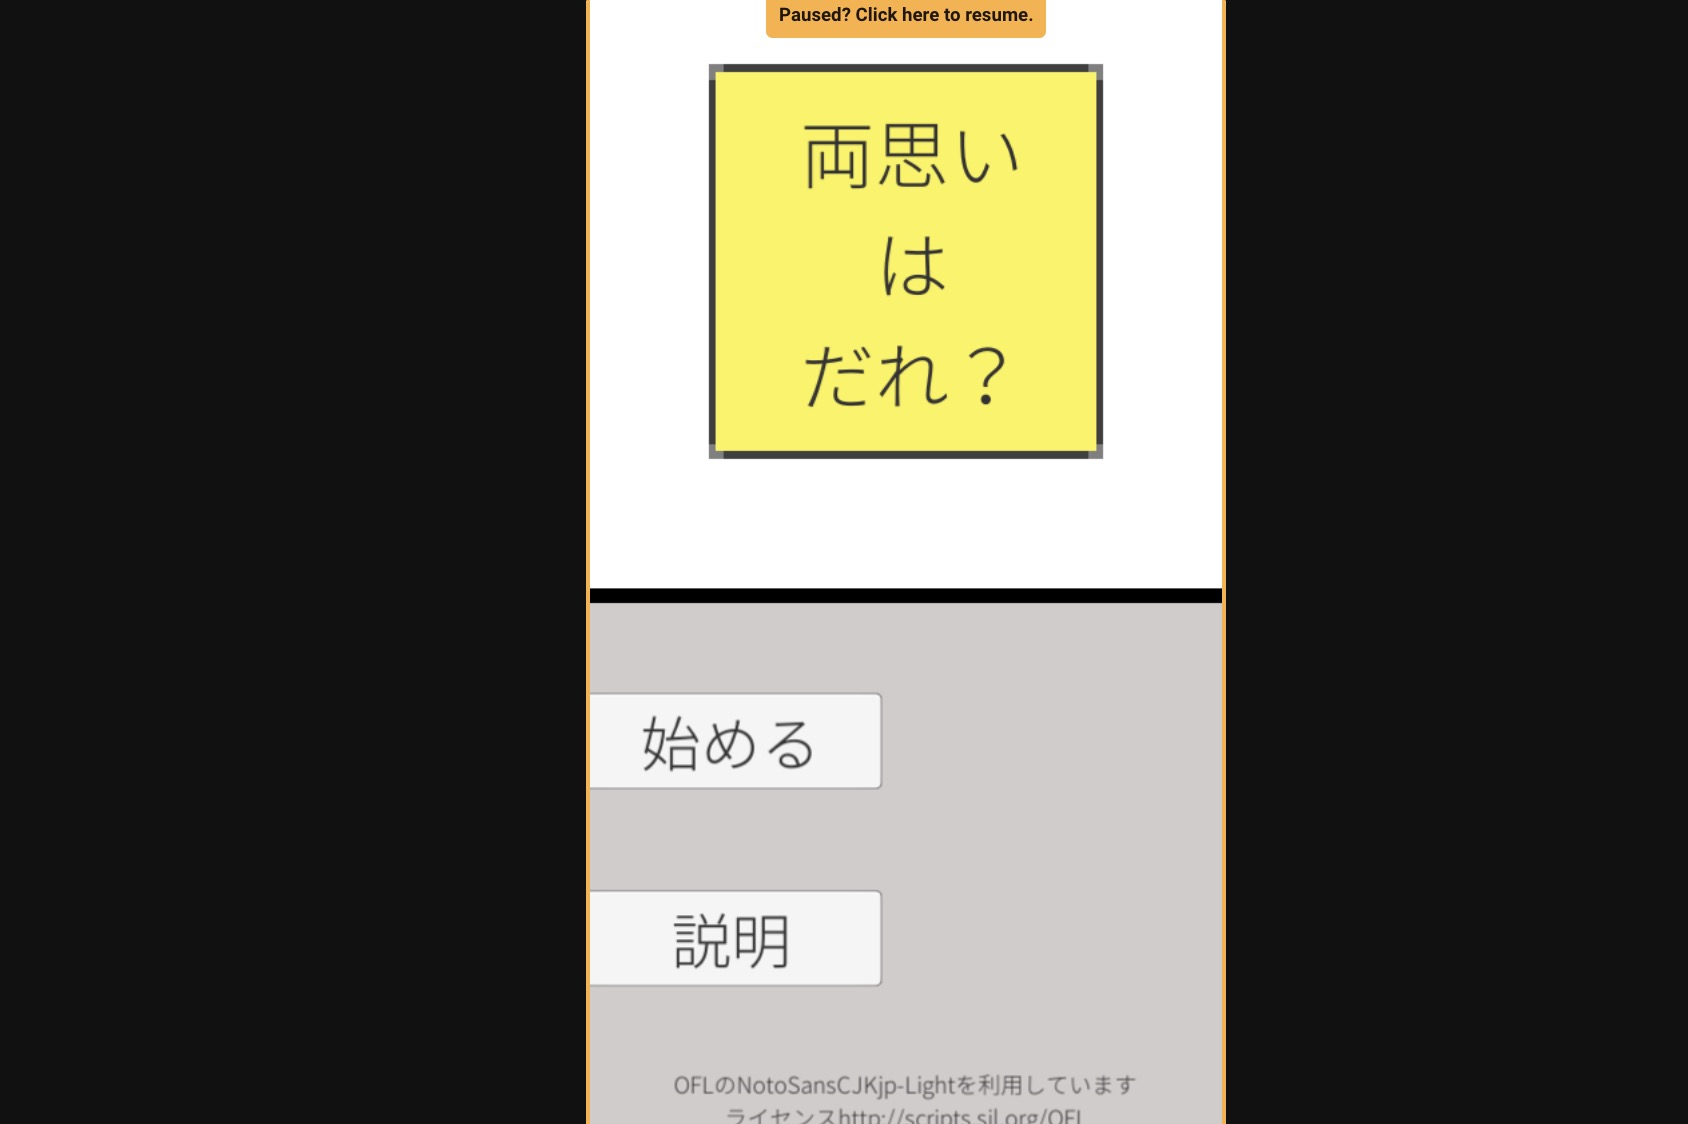 Paused? Click here to resume.
両思い
は
だれ？
始める
説明
OFLのNotoSansCJKjp-Lightを利用しています
ライセンスhttp://scripts.sil.org/OFL